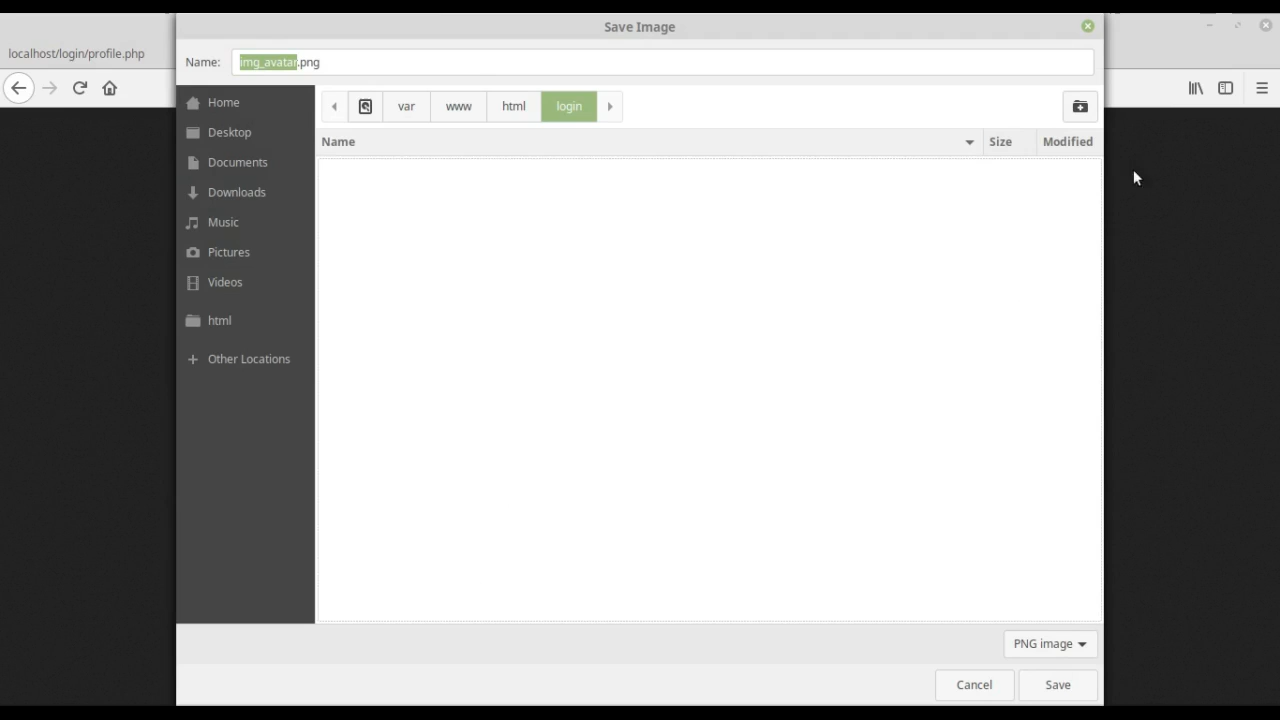 Save Image
localhost/login/profile.php
Name: img_avatar.png
Home
Desktop
Documents
Downloads
Music
Pictures
Videos
html
Other Locations
var www html login
Name Size Modified
PNG image
Cancel Save